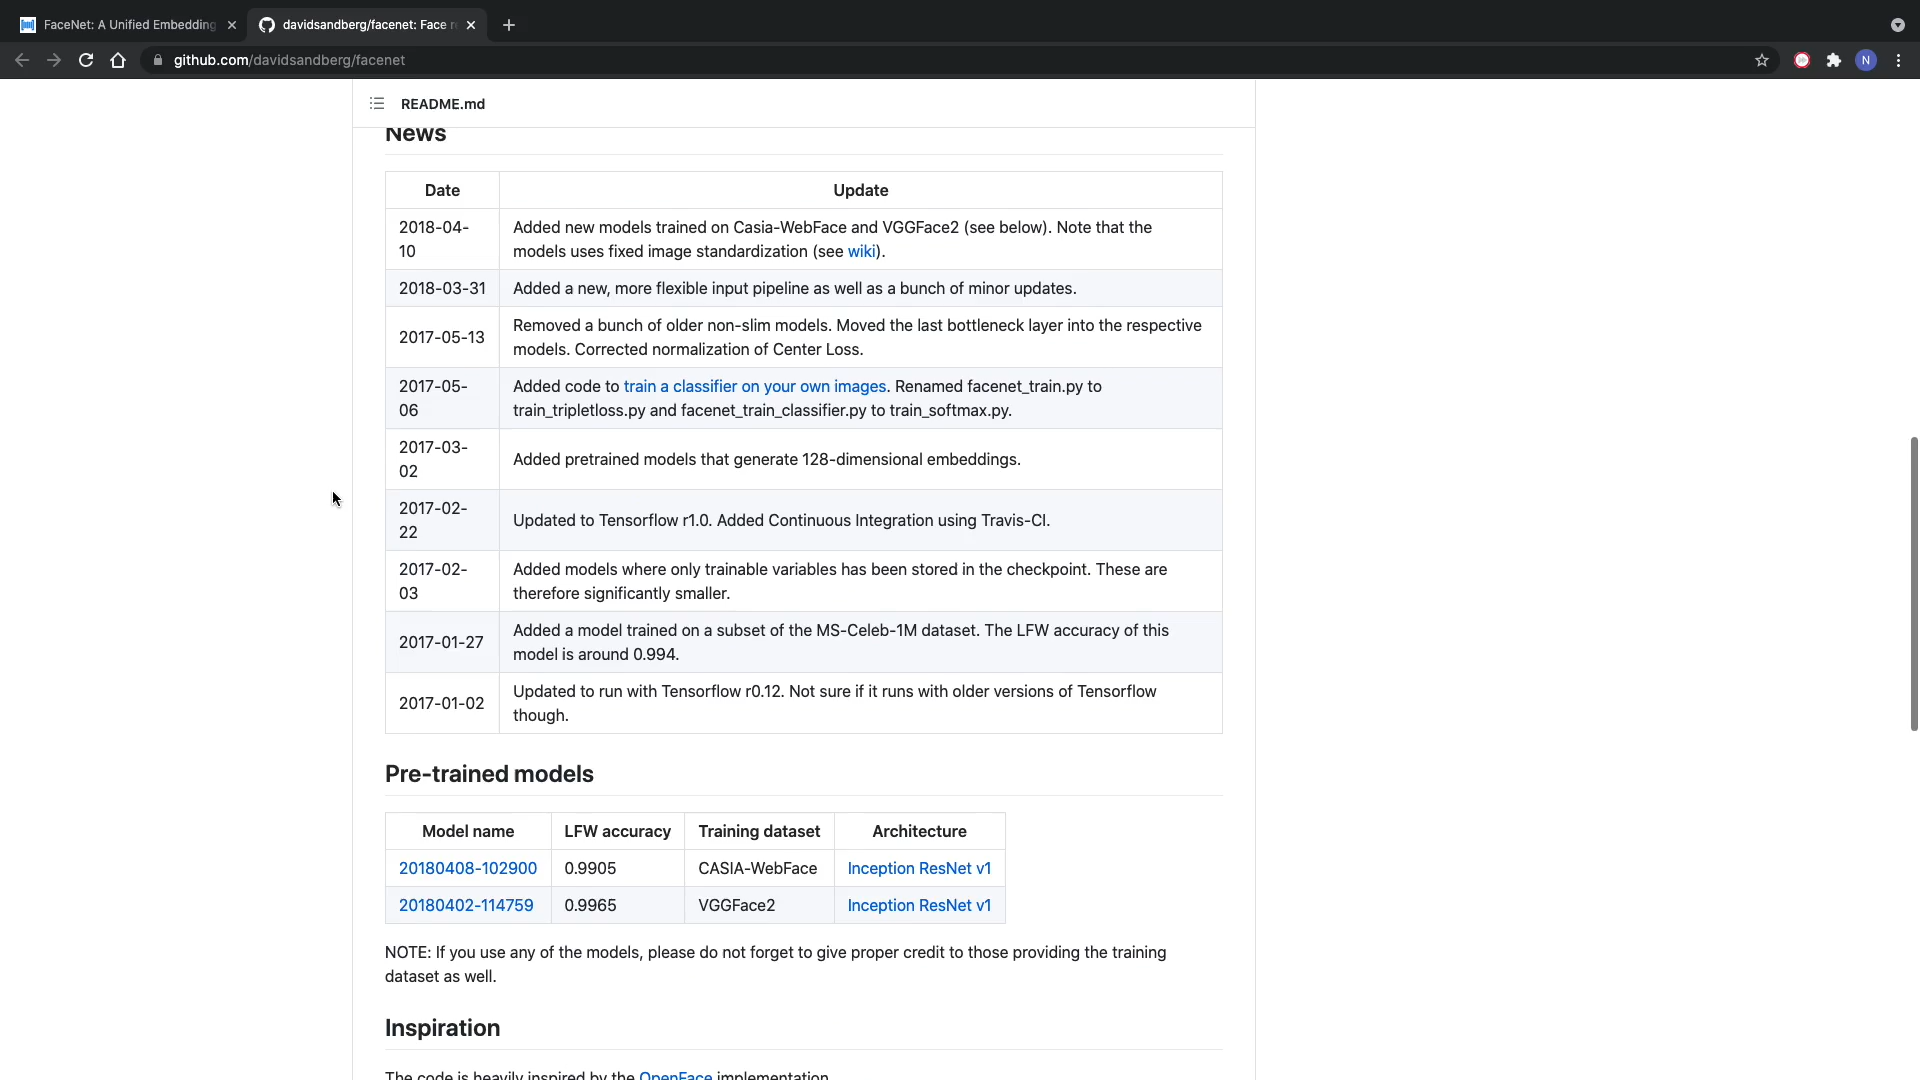 FaceNet: A Unified Embedding
davidsandberg/facenet: Face r
github.com/davidsandberg/facenet
N
README.md
News
Date Update
2018-04-10 Added new models trained on Casia-WebFace and VGGFace2 (see below). Note that the
models uses fixed image standardization (see wiki).
2018-03-31 Added a new, more flexible input pipeline as well as a bunch of minor updates.
2017-05-13 Removed a bunch of older non-slim models. Moved the last bottleneck layer into the respective
models. Corrected normalization of Center Loss.
2017-05-06 Added code to train a classifier on your own images. Renamed facenet_train.py to
train_tripletloss.py and facenet_train_classifier.py to train_softmax.py.
2017-03-02 Added pretrained models that generate 128-dimensional embeddings.
2017-02-22 Updated to Tensorflow r1.0. Added Continuous Integration using Travis-CI.
2017-02-03 Added models where only trainable variables has been stored in the checkpoint. These are
therefore significantly smaller.
2017-01-27 Added a model trained on a subset of the MS-Celeb-1M dataset. The LFW accuracy of this
model is around 0.994.
2017-01-02 Updated to run with Tensorflow r0.12. Not sure if it runs with older versions of Tensorflow
though.
Pre-trained models
Model name LFW accuracy Training dataset Architecture
20180408-102900 0.9905 CASIA-WebFace Inception ResNet v1
20180402-114759 0.9965 VGGFace2 Inception ResNet v1
NOTE: If you use any of the models, please do not forget to give proper credit to those providing the training
dataset as well.
Inspiration
The code is heavily inspired by the OpenFace implementation.